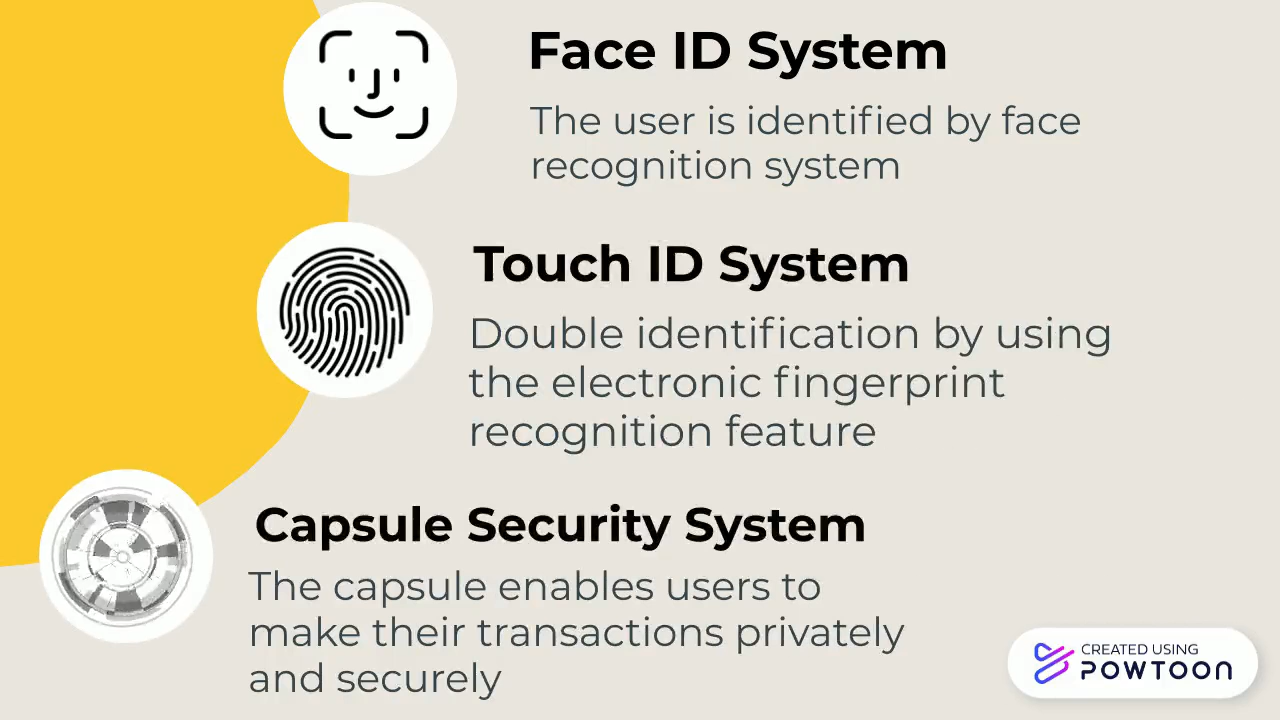 Face ID System
The user is identified by face
recognition system
Touch ID System
Double identification by using
the electronic fingerprint
recognition feature
Capsule Security System
The capsule enables users to
make their transactions privately
and securely
CREATED USING
POWTOON